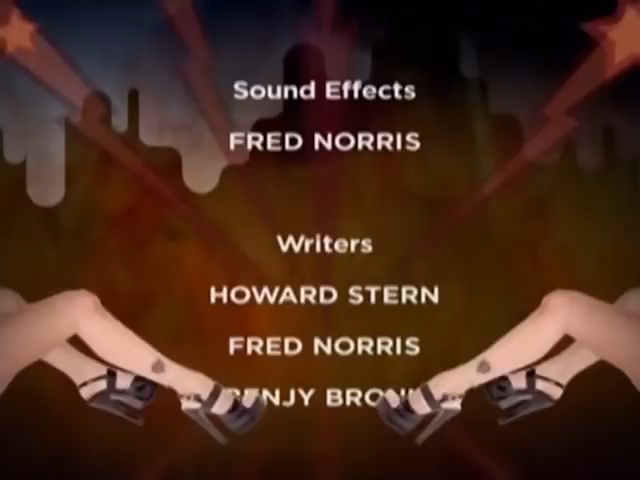 Sound Effects
FRED NORRIS
Writers
HOWARD STERN
FRED NORRIS